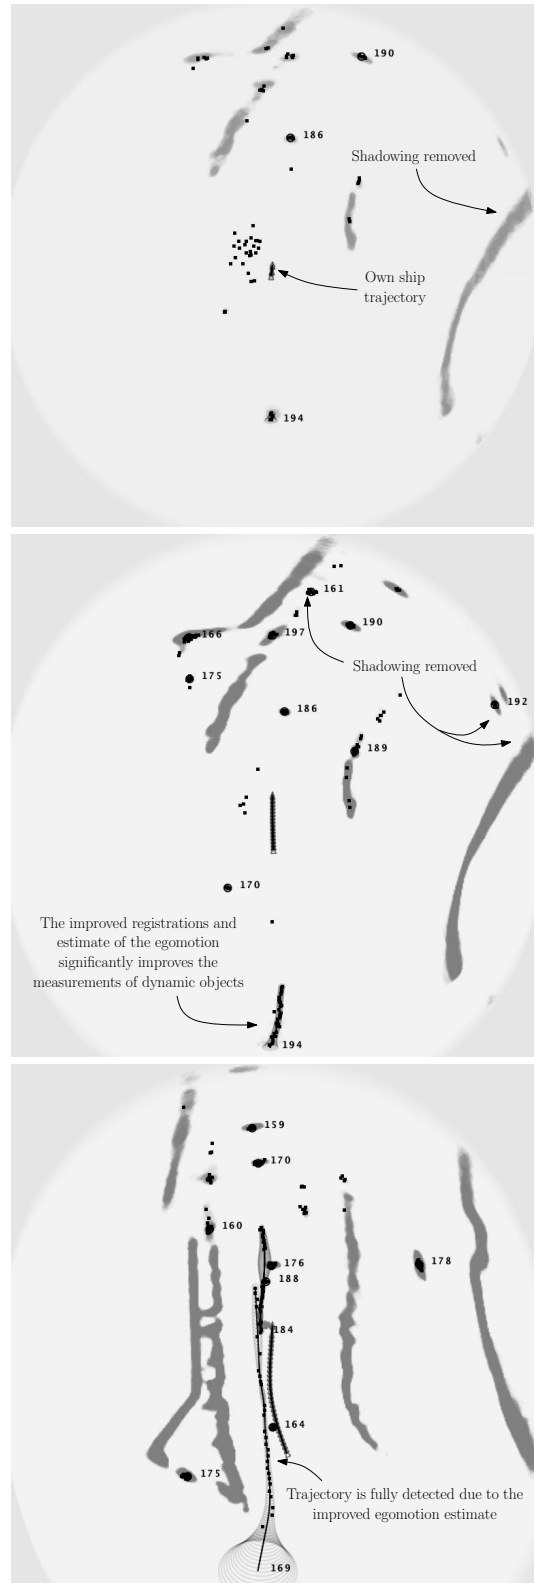 190
186
Shadowing removed
Own ship
trajectory
194
161
166
197
190
Shadowing removed
175
192
186
189
170
The improved registrations and
estimate of the egomotion
significantly improves the
measurements of dynamic objects
194
159
170
160
176
178
188
184
164
175
Trajectory is fully detected due to the
improved egomotion estimate
169